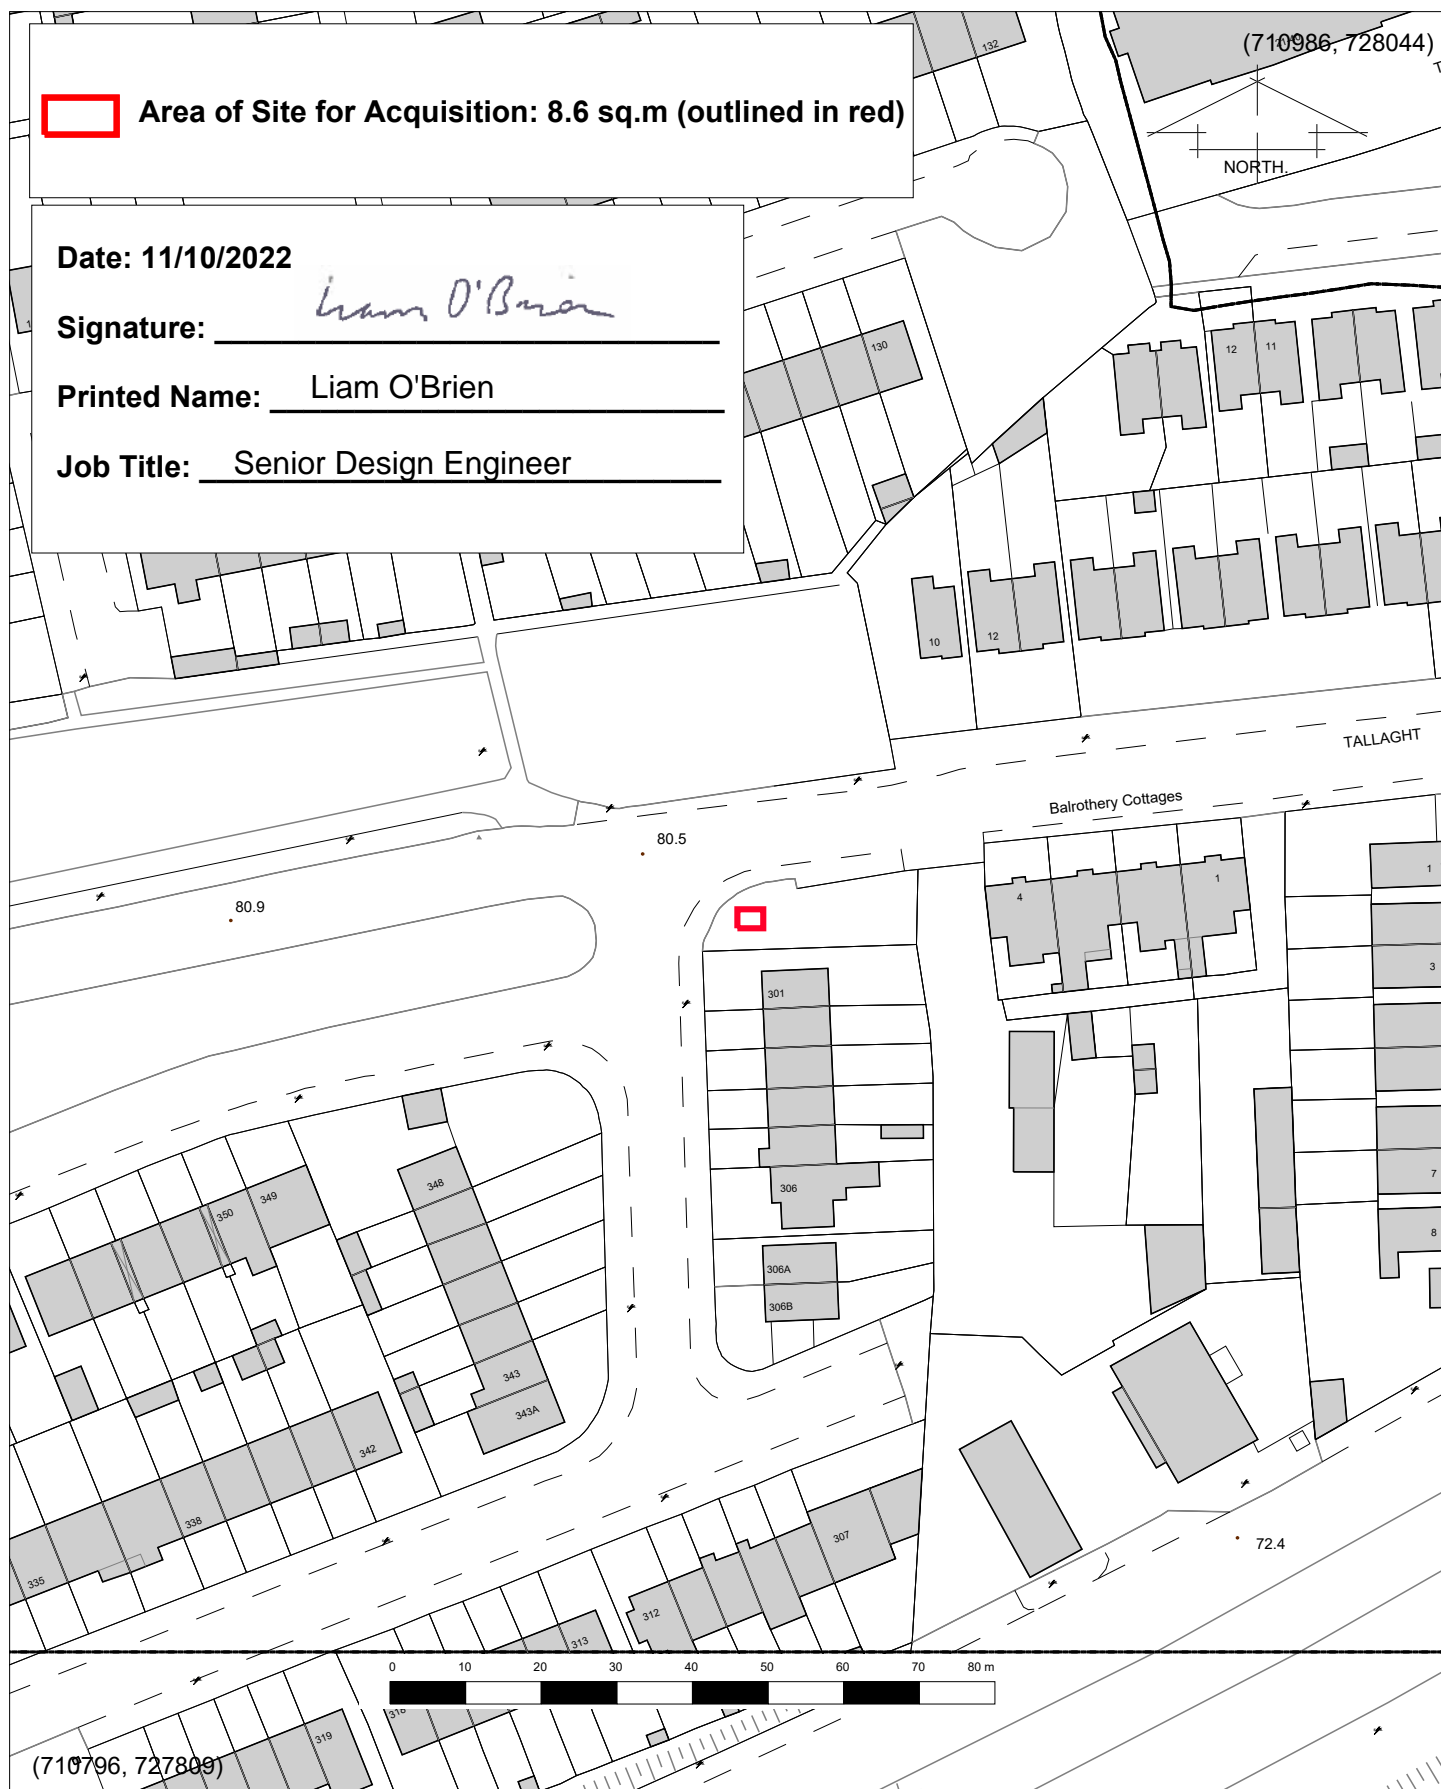 (710986, 728044)
132
Area of Site for Acquisition: 8.6 sq.m (outlined in red)
NORTH.
Date: 11/10/2022
Signature: Liam O'Brien
Printed Name: Liam O'Brien
Job Title: Senior Design Engineer
130
12
11
10
12
TALLAGHT
Balrothery Cottages
80.5
80.9
4
1
1
3
301
306
306A
306B
7
8
348
349
350
343
343A
342
338
335
307
312
313
72.4
0 10 20 30 40 50 60 70 80 m
318
319
(710796, 727809)